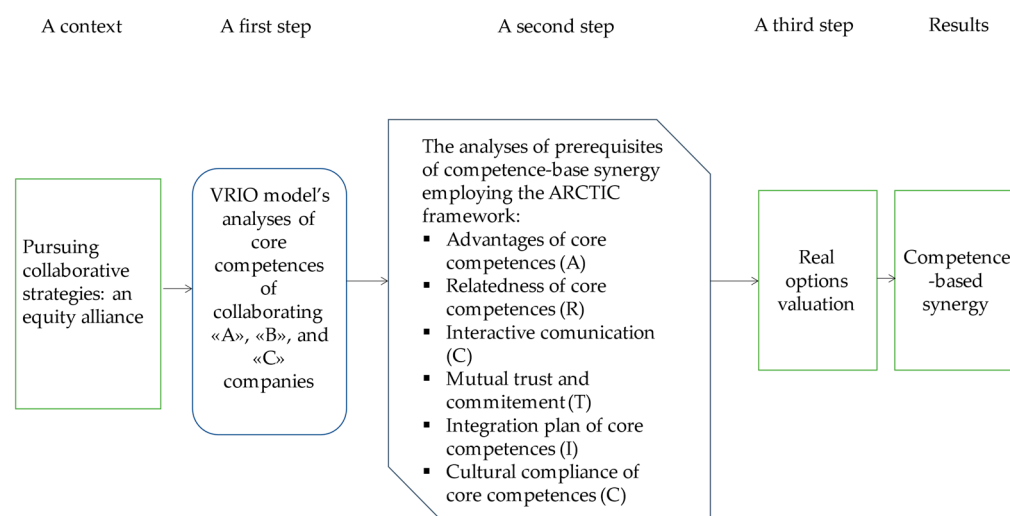 A context
A first step
A second step
A third step
Results
Pursuing
collaborative
strategies: an
equity alliance
VRIO model's
analyses of
core
competences
of
collaborating
«A», «B», and
«C»
companies
The analyses of prerequisites
of competence-base synergy
employing the ARCTIC
framework:
▪ Advantages of core
competences (A)
▪ Relatedness of core
competences (R)
▪ Interactive comunication
(C)
▪ Mutual trust and
commitement (T)
▪ Integration plan of core
competences (I)
▪ Cultural compliance of
core competences (C)
Real
options
valuation
Competence
-based
synergy